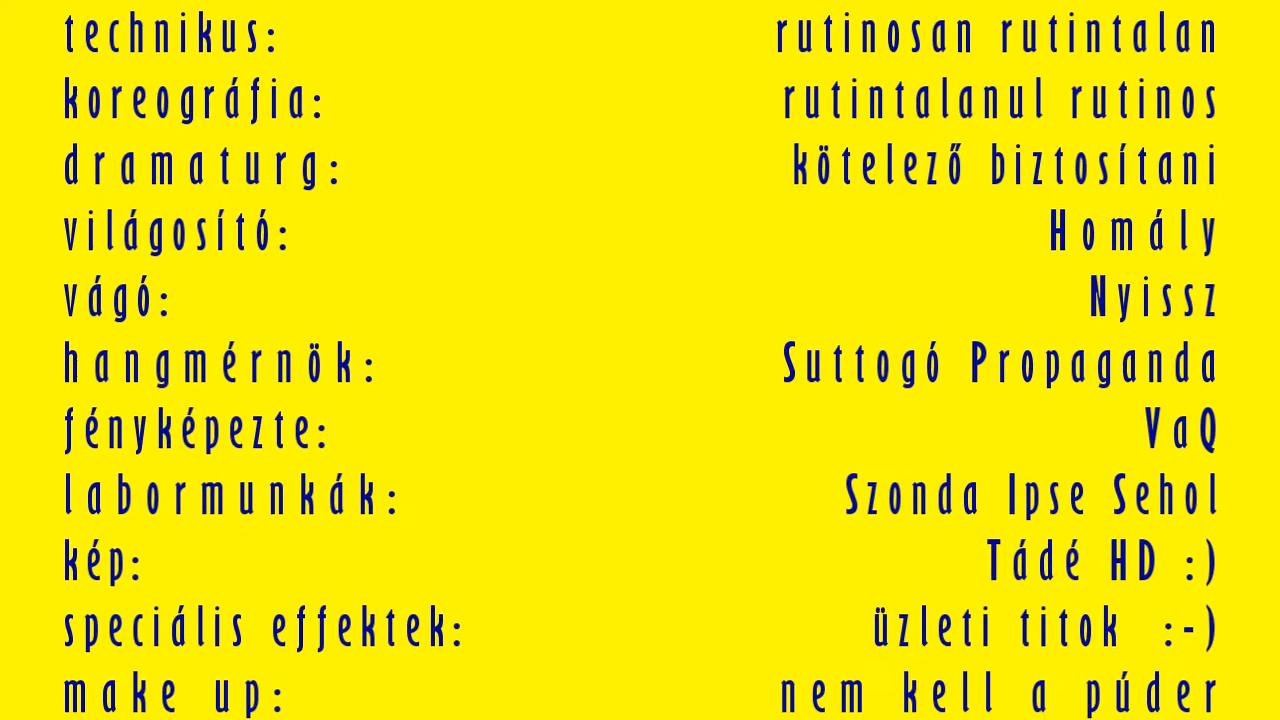 technikus: rutinosan rutintalan
koreográfia: rutintalanul rutinos
dramaturg: kötelező biztosítani
világosító: Homály
vágó: Nyissz
hangmérnök: Suttogó Propaganda
fényképezte: VaQ
labormunkák: Szonda Ipse Sehol
kép: Tádé HD :)
speciális effektek: üzleti titok :-)
make up: nem kell a púder